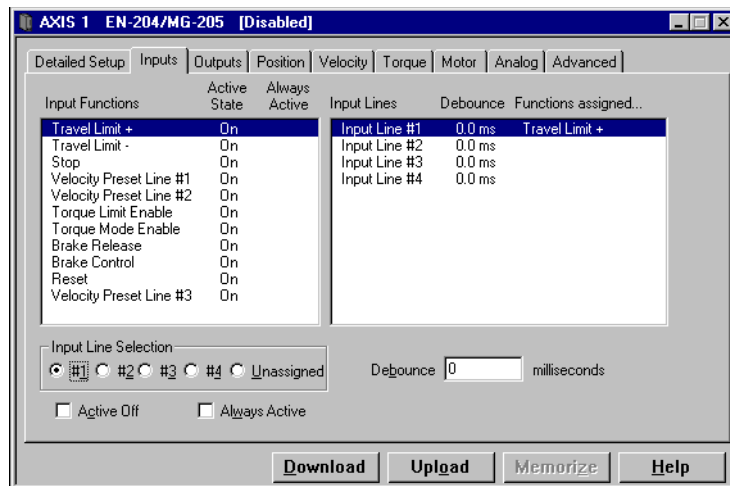 AXIS 1 EN-204/MG-205 [Disabled]
Detailed Setup Inputs Outputs Position Velocity Torque Motor Analog Advanced
Input Functions Active State Always Active Input Lines Debounce Functions assigned...
Travel Limit + On Input Line #1 0.0 ms Travel Limit +
Travel Limit - On Input Line #2 0.0 ms
Stop On Input Line #3 0.0 ms
Velocity Preset Line #1 On Input Line #4 0.0 ms
Velocity Preset Line #2 On
Torque Limit Enable On
Torque Mode Enable On
Brake Release On
Brake Control On
Reset On
Velocity Preset Line #3 On
Input Line Selection
#1 #2 #3 #4 Unassigned Debounce 0 milliseconds
Active Off Always Active
Download Upload Memorize Help